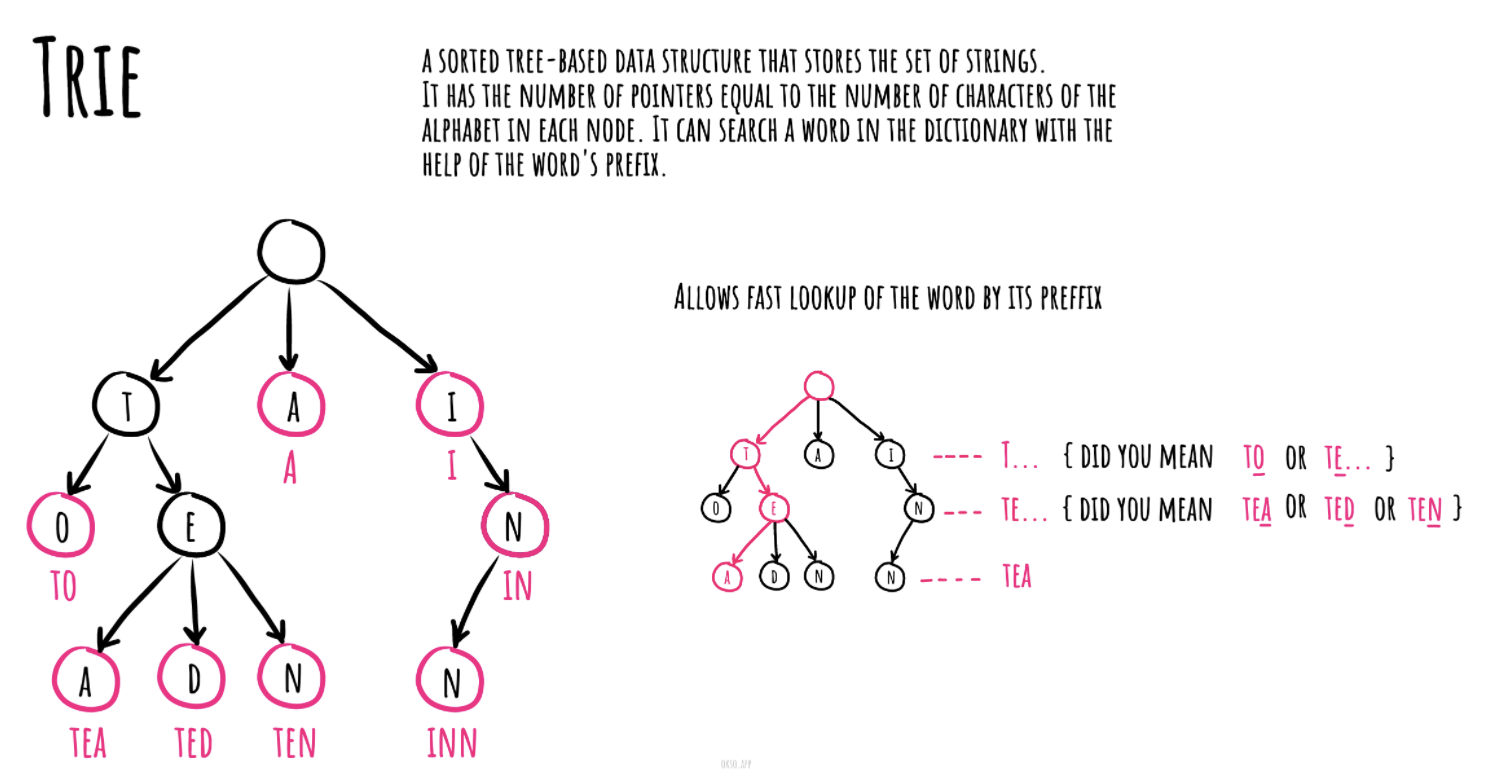 TRIE
A SORTED TREE-BASED DATA STRUCTURE THAT STORES THE SET OF STRINGS.
IT HAS THE NUMBER OF POINTERS EQUAL TO THE NUMBER OF CHARACTERS OF THE
ALPHABET IN EACH NODE. IT CAN SEARCH A WORD IN THE DICTIONARY WITH THE
HELP OF THE WORD'S PREFIX.
T A I
A I
O E N
TO IN
A D N N
TEA TED TEN INN
ALLOWS FAST LOOKUP OF THE WORD BY ITS PREFFIX
T A I ---- T... { DID YOU MEAN TO OR TE... }
O E N --- TE... { DID YOU MEAN TEA OR TED OR TEN }
A D N N ---- TEA
OKSO.APP